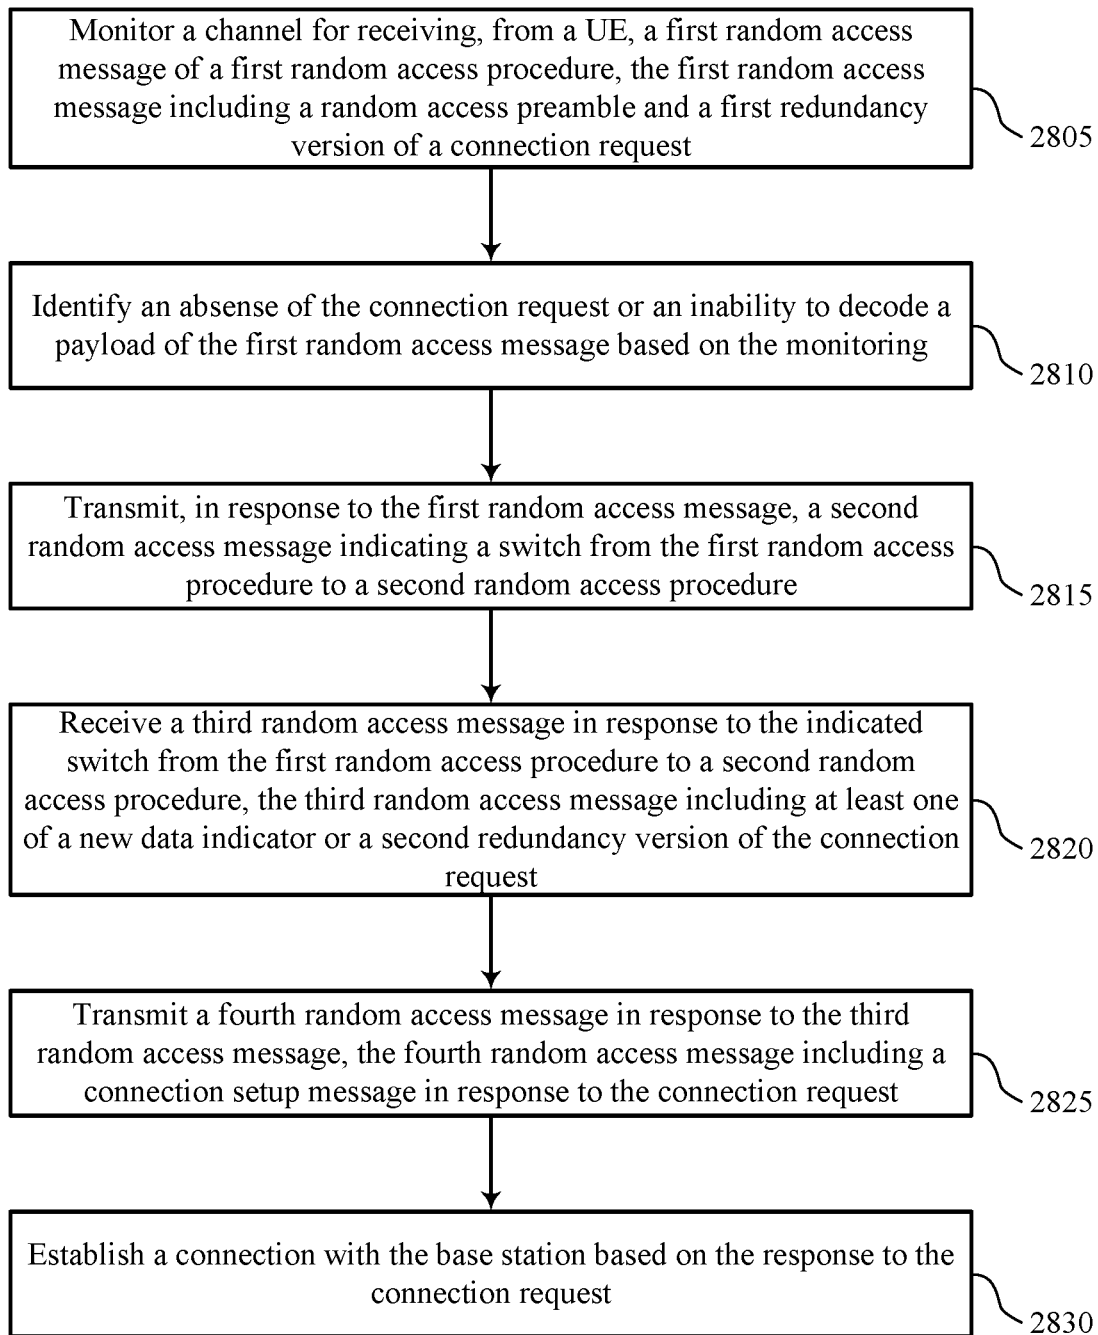 Monitor a channel for receiving, from a UE, a first random access
message of a first random access procedure, the first random access
message including a random access preamble and a first redundancy
version of a connection request
2805
Identify an absense of the connection request or an inability to decode a
payload of the first random access message based on the monitoring
2810
Transmit, in response to the first random access message, a second
random access message indicating a switch from the first random access
procedure to a second random access procedure
2815
Receive a third random access message in response to the indicated
switch from the first random access procedure to a second random
access procedure, the third random access message including at least one
of a new data indicator or a second redundancy version of the connection
request
2820
Transmit a fourth random access message in response to the third
random access message, the fourth random access message including a
connection setup message in response to the connection request
2825
Establish a connection with the base station based on the response to the
connection request
2830